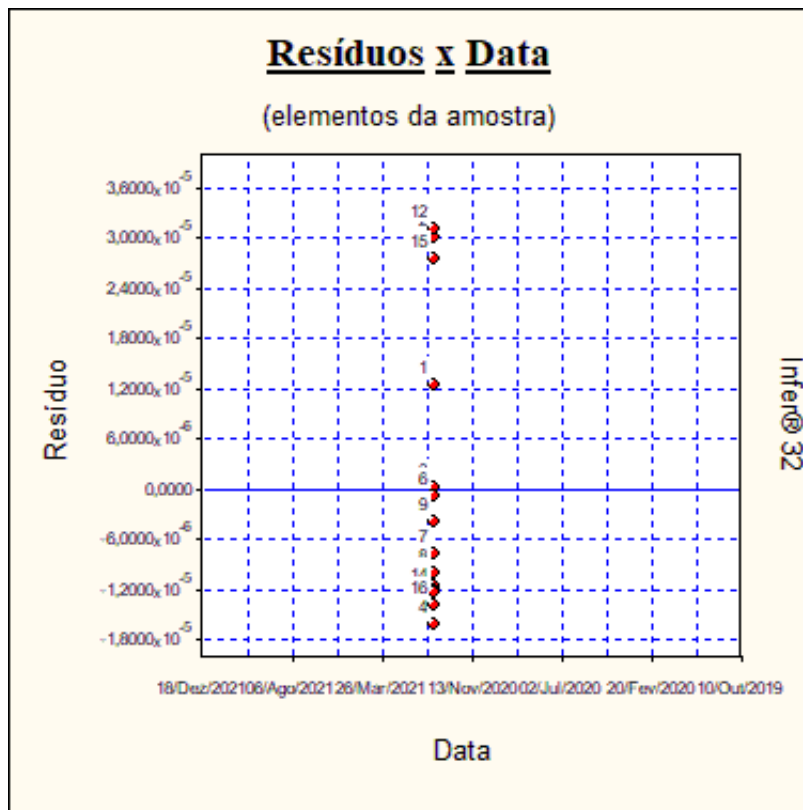 Resíduos x Data
(elementos da amostra)
3,6000x10^-5
3,0000x10^-5
2,4000x10^-5
1,8000x10^-5
1,2000x10^-5
6,0000x10^-6
0,0000
-6,0000x10^-6
-1,2000x10^-5
-1,8000x10^-5
Resíduo
12
15
1
6
9
7
8
14
16
4
Infer® 32
18/Dez/2021 06/Ago/2021 26/Mar/2021 13/Nov/2020 02/Jul/2020 20/Fev/2020 10/Out/2019
Data